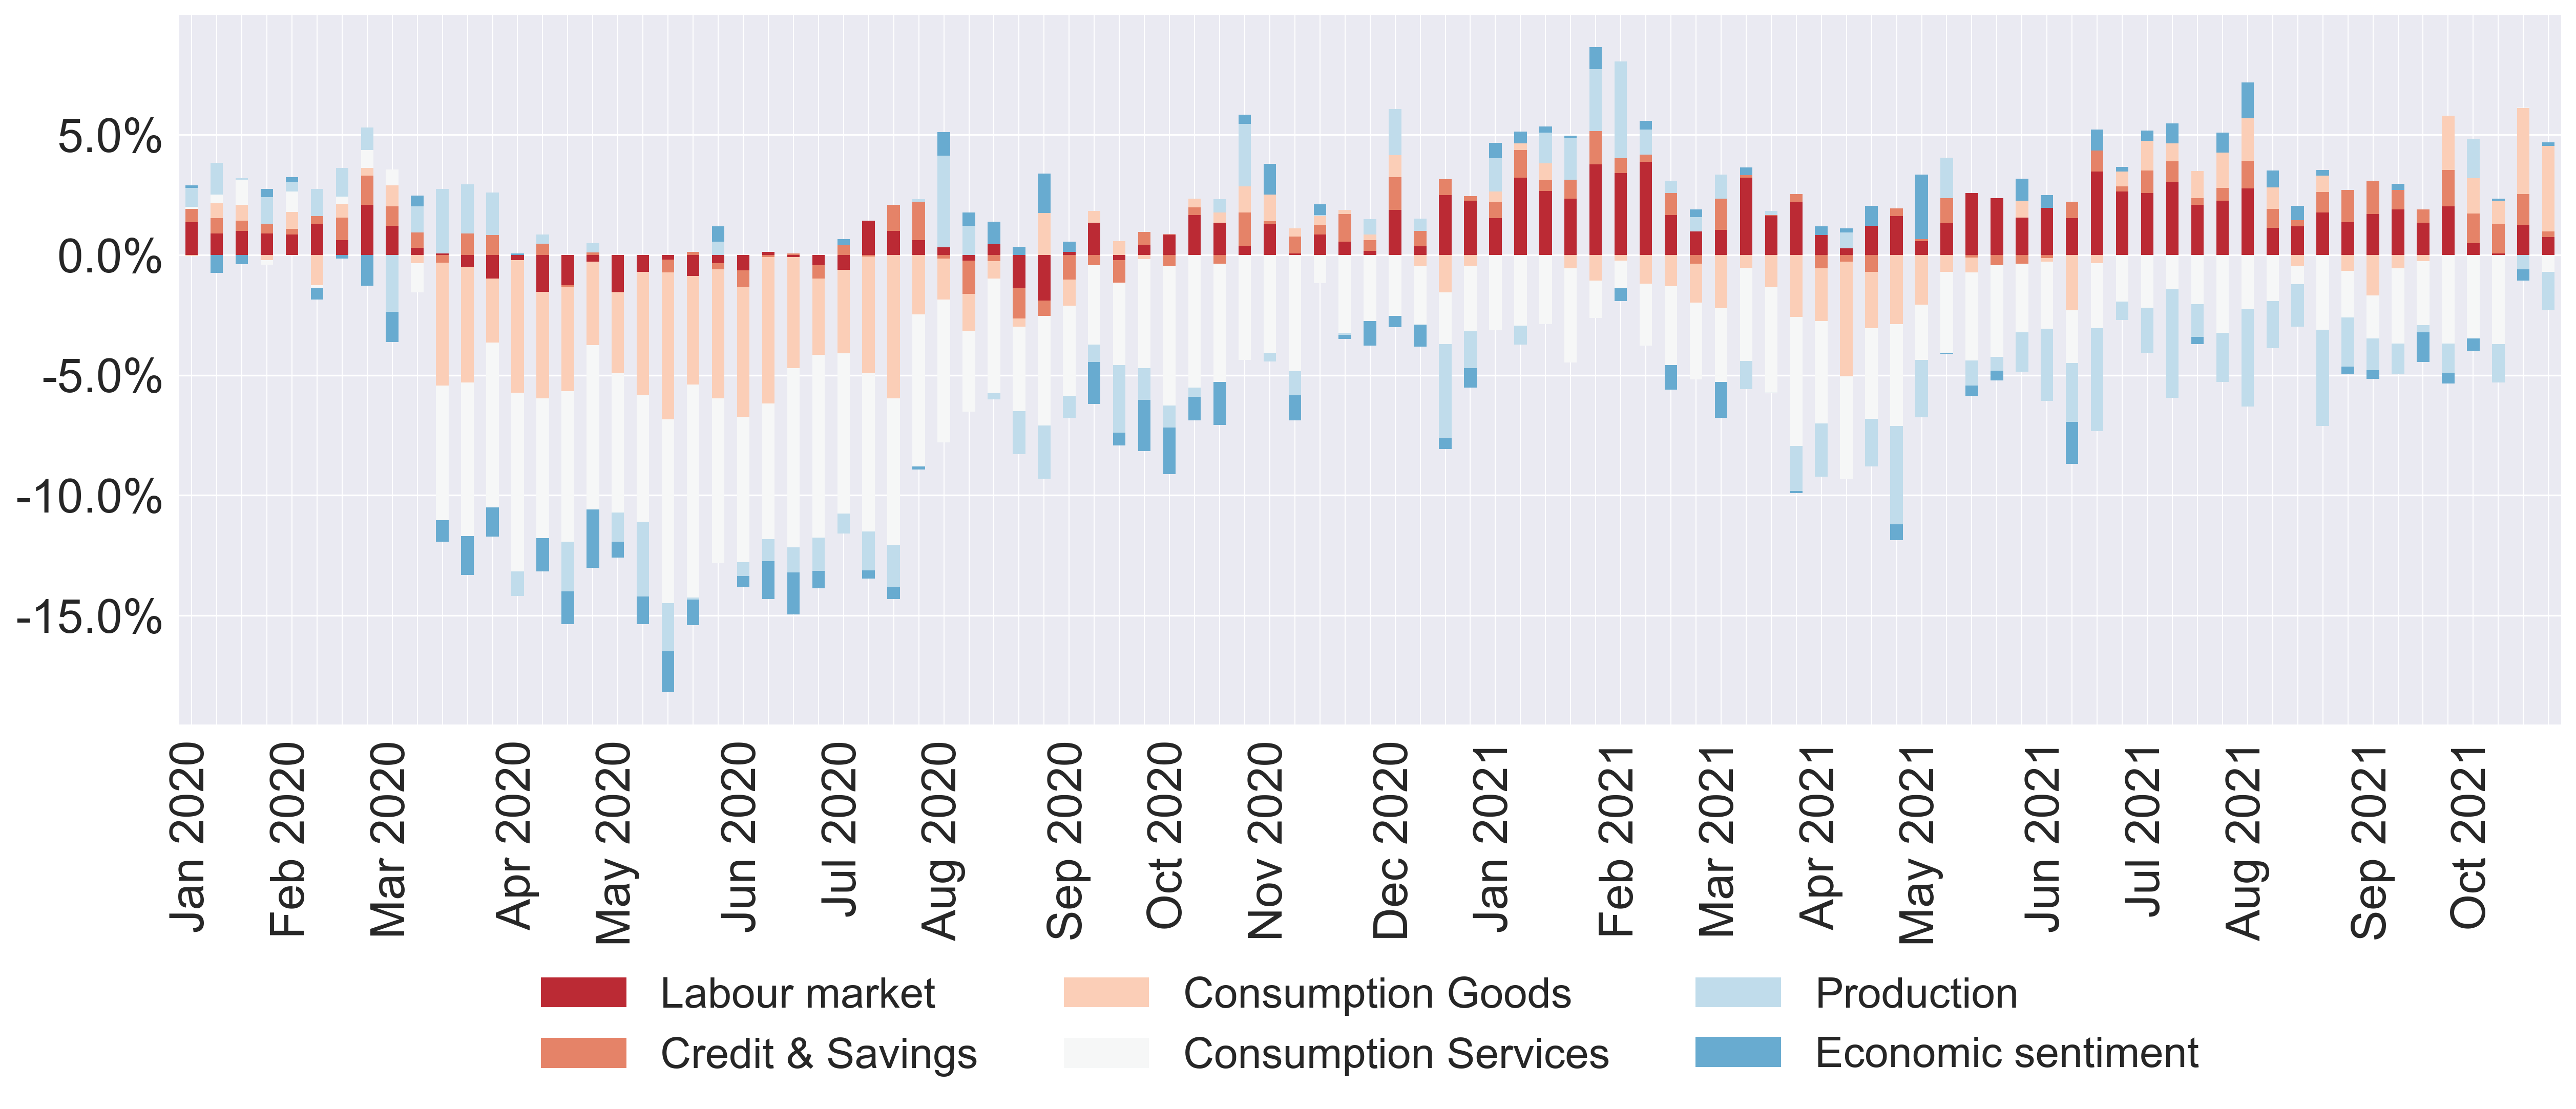 5.0%
0.0%
-5.0%
-10.0%
-15.0%
Jan 2020
Feb 2020
Mar 2020
Apr 2020
May 2020
Jun 2020
Jul 2020
Aug 2020
Sep 2020
Oct 2020
Nov 2020
Dec 2020
Jan 2021
Feb 2021
Mar 2021
Apr 2021
May 2021
Jun 2021
Jul 2021
Aug 2021
Sep 2021
Oct 2021
Labour market
Consumption Goods
Production
Credit & Savings
Consumption Services
Economic sentiment